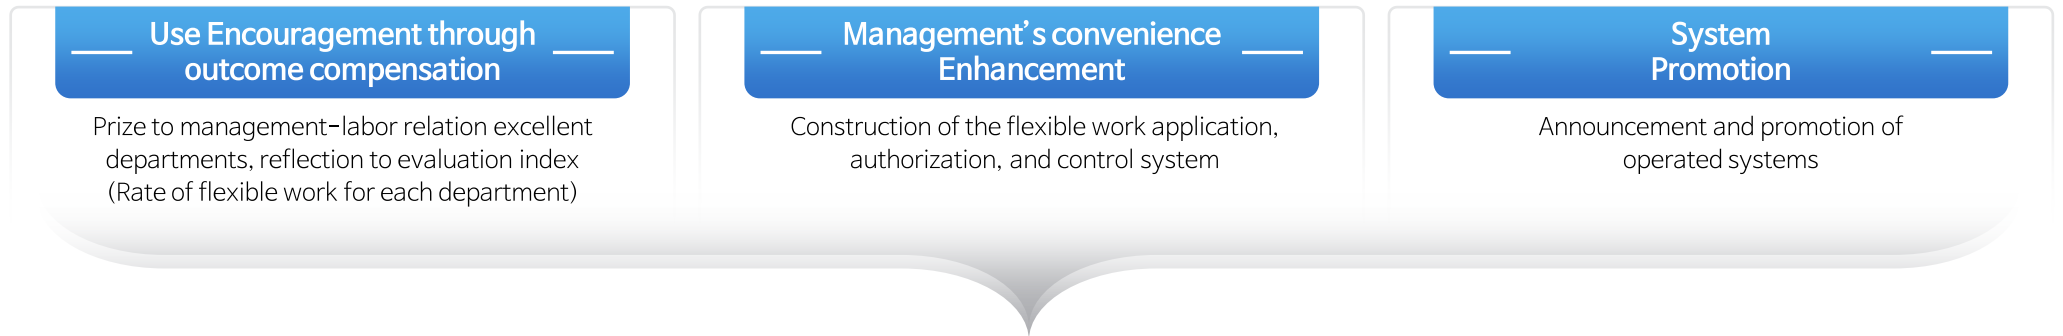 Use Encouragement through
outcome compensation
Prize to management-labor relation excellent
departments, reflection to evaluation index
(Rate of flexible work for each department)
Management's convenience
Enhancement
Construction of the flexible work application,
authorization, and control system
System
Promotion
Announcement and promotion of
operated systems